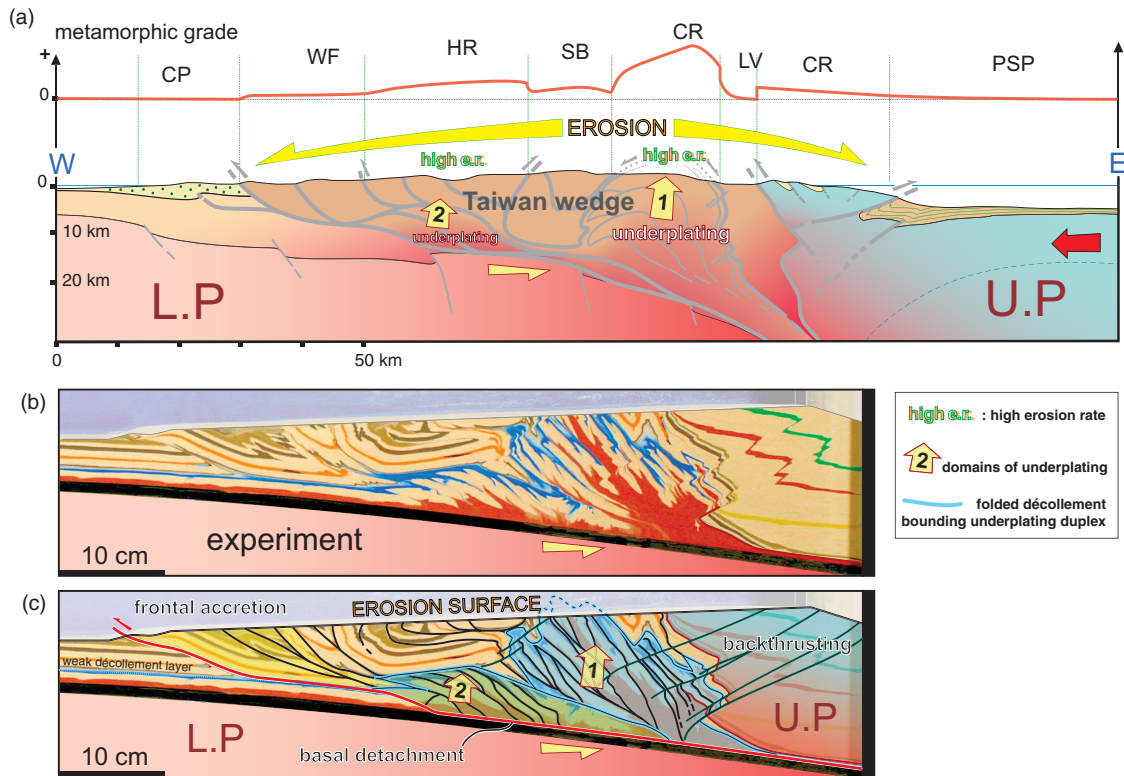 (a)
metamorphic grade
+
0
CP
WF
HR
SB
CR
LV
CR
PSP
EROSION
high e.r.
high e.r.
W
E
0
10 km
20 km
Taiwan wedge
1
2
underplating
underplating
L.P
U.P
0
50 km
(b)
experiment
10 cm
high e.r. : high erosion rate
2 domains of underplating
folded décollement
bounding underplating duplex
(c)
frontal accretion
EROSION SURFACE
backthrusting
weak décollement layer
1
2
L.P
U.P
basal detachment
10 cm